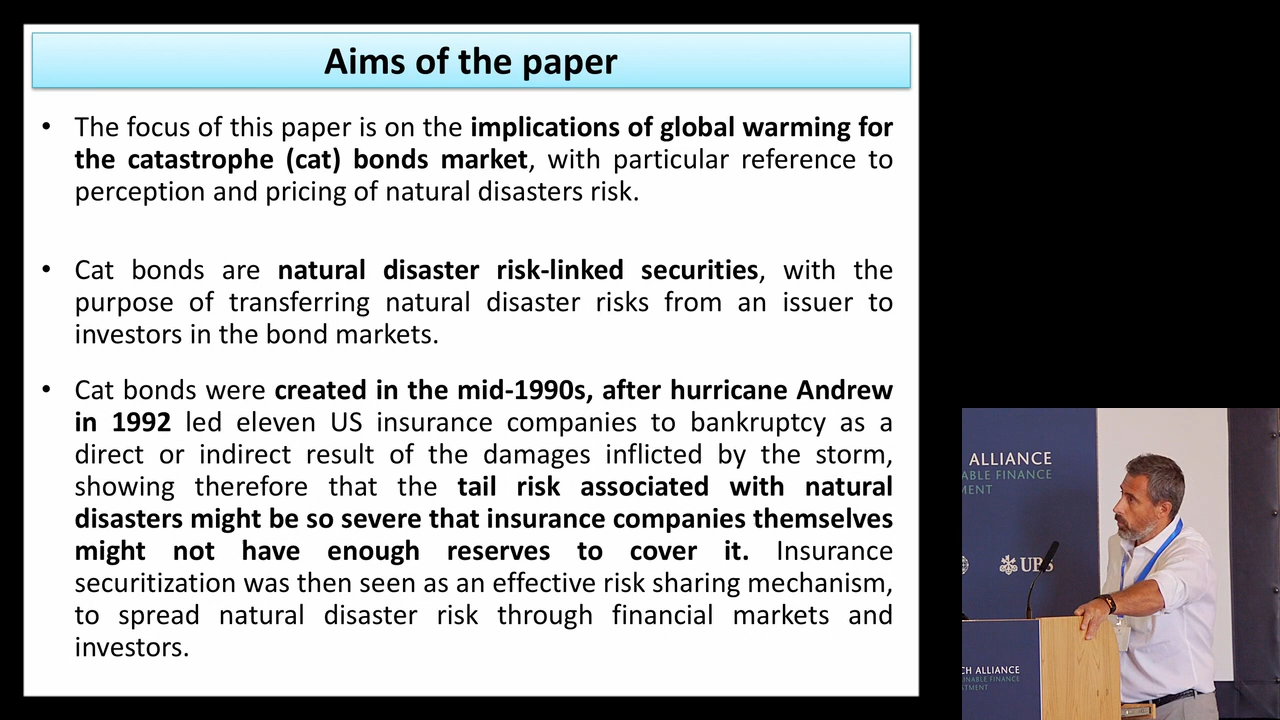 Aims of the paper
• The focus of this paper is on the implications of global warming for
the catastrophe (cat) bonds market, with particular reference to
perception and pricing of natural disasters risk.
• Cat bonds are natural disaster risk-linked securities, with the
purpose of transferring natural disaster risks from an issuer to
investors in the bond markets.
• Cat bonds were created in the mid-1990s, after hurricane Andrew
in 1992 led eleven US insurance companies to bankruptcy as a
direct or indirect result of the damages inflicted by the storm,
showing therefore that the tail risk associated with natural
disasters might be so severe that insurance companies themselves
might not have enough reserves to cover it. Insurance
securitization was then seen as an effective risk sharing mechanism,
to spread natural disaster risk through financial markets and
investors.
ALLIANCE
NABLE FINANCE
MENT
UBS
CH ALLIANCE
INABLE FINANCE
STMENT